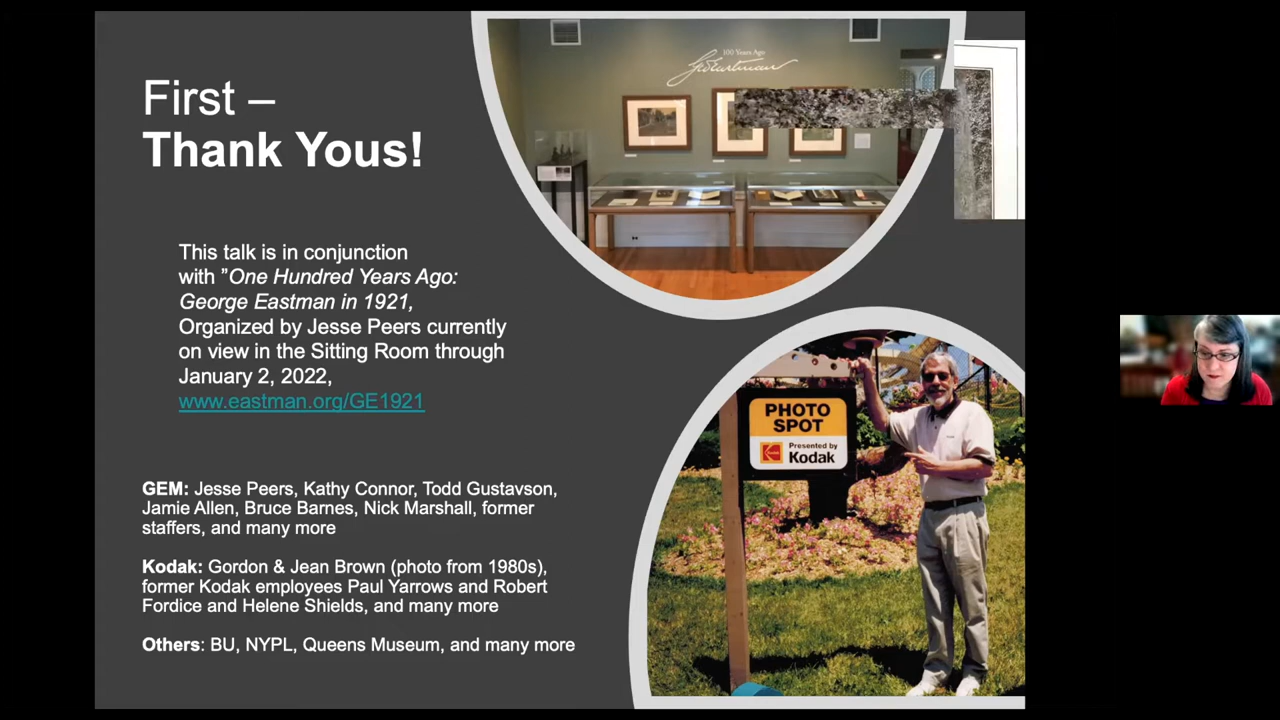 First –
Thank Yous!
This talk is in conjunction
with ”One Hundred Years Ago:
George Eastman in 1921,
Organized by Jesse Peers currently
on view in the Sitting Room through
January 2, 2022,
www.eastman.org/GE1921
GEM: Jesse Peers, Kathy Connor, Todd Gustavson,
Jamie Allen, Bruce Barnes, Nick Marshall, former
staffers, and many more
Kodak: Gordon & Jean Brown (photo from 1980s),
former Kodak employees Paul Yarrows and Robert
Fordice and Helene Shields, and many more
Others: BU, NYPL, Queens Museum, and many more
100 Years Ago
Geo Eastman
PHOTO
SPOT
Presented by
Kodak